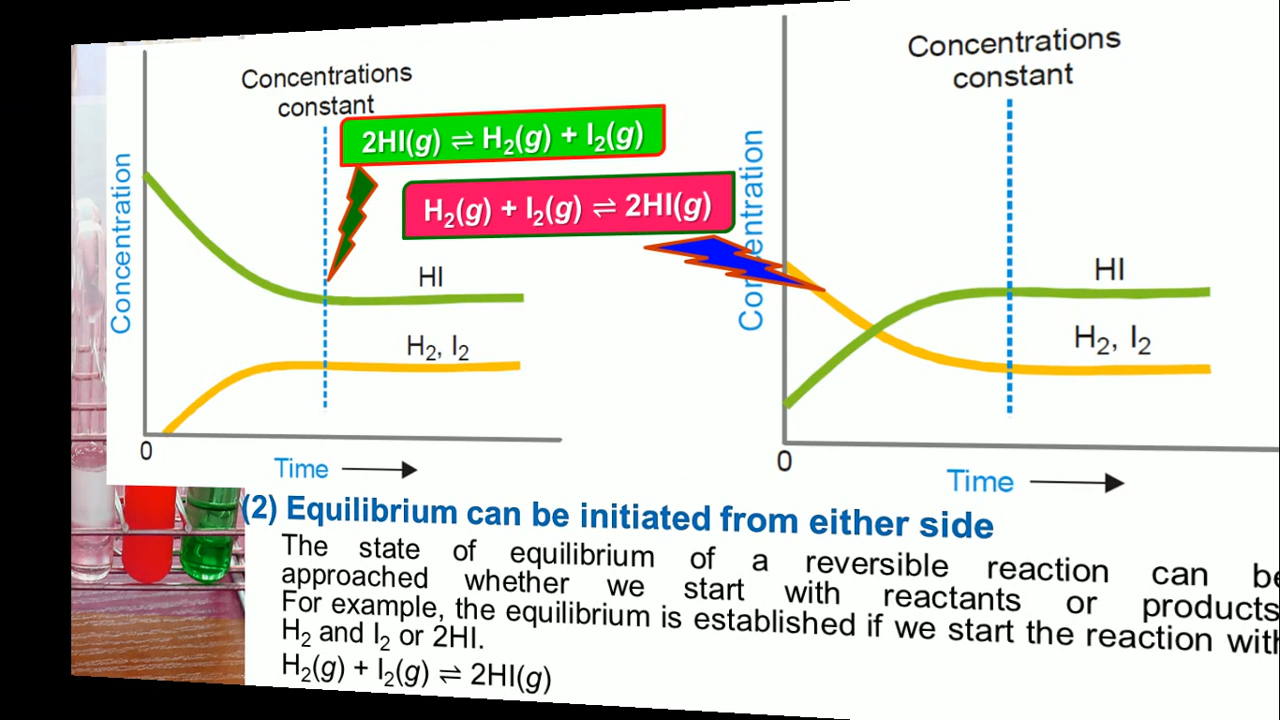 Concentrations
constant
2HI(g) ⇌ H₂(g) + I₂(g)
H₂(g) + I₂(g) ⇌ 2HI(g)
Concentration
HI
H₂, I₂
0
Time
Concentrations
constant
HI
H₂, I₂
0
Time
(2) Equilibrium can be initiated from either side
The state of equilibrium of a reversible reaction can
approached whether we start with reactants or products
For example, the equilibrium is established if we start the reaction
H₂ and I₂ or 2HI.
H₂(g) + I₂(g) ⇌ 2HI(g)